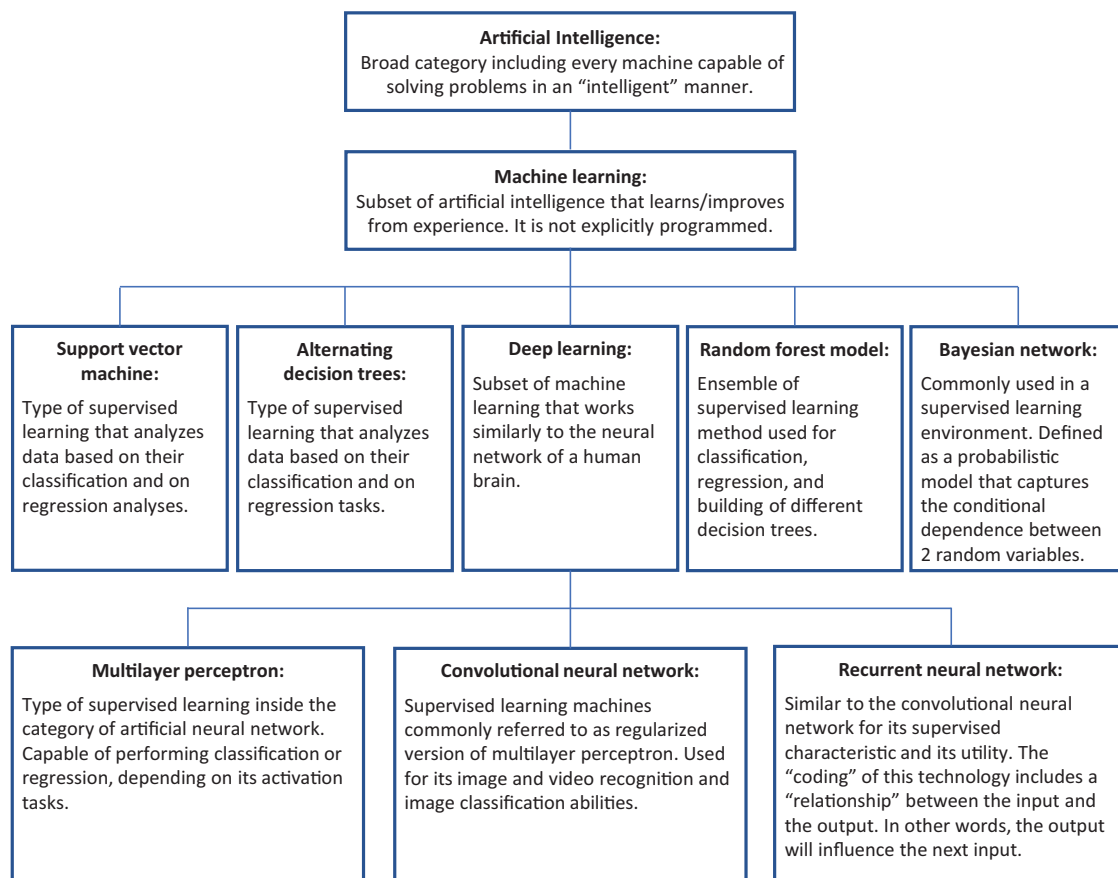 Artificial Intelligence:
Broad category including every machine capable of
solving problems in an “intelligent” manner.
Machine learning:
Subset of artificial intelligence that learns/improves
from experience. It is not explicitly programmed.
Support vector
machine:
Type of supervised
learning that analyzes
data based on their
classification and on
regression analyses.
Alternating
decision trees:
Type of supervised
learning that analyzes
data based on their
classification and on
regression tasks.
Deep learning:
Subset of machine
learning that works
similarly to the neural
network of a human
brain.
Random forest model:
Ensemble of
supervised learning
method used for
classification,
regression, and
building of different
decision trees.
Bayesian network:
Commonly used in a
supervised learning
environment. Defined
as a probabilistic
model that captures
the conditional
dependence between
2 random variables.
Multilayer perceptron:
Type of supervised learning inside the
category of artificial neural network.
Capable of performing classification or
regression, depending on its activation
tasks.
Convolutional neural network:
Supervised learning machines
commonly referred to as regularized
version of multilayer perceptron. Used
for its image and video recognition and
image classification abilities.
Recurrent neural network:
Similar to the convolutional neural
network for its supervised
characteristic and its utility. The
“coding” of this technology includes a
“relationship” between the input and
the output. In other words, the output
will influence the next input.